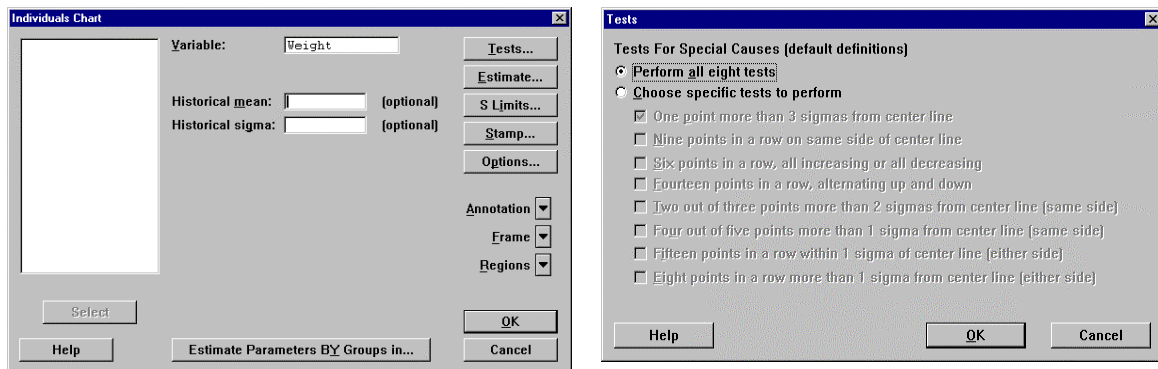 Individuals Chart
Variable: Weight
Historical mean: (optional)
Historical sigma: (optional)
Tests...
Estimate...
S Limits...
Stamp...
Options...
Annotation
Frame
Regions
Select
OK
Help
Estimate Parameters BY Groups in...
Cancel
Tests
Tests For Special Causes (default definitions)
Perform all eight tests
Choose specific tests to perform
One point more than 3 sigmas from center line
Nine points in a row on same side of center line
Six points in a row, all increasing or all decreasing
Fourteen points in a row, alternating up and down
Two out of three points more than 2 sigmas from center line (same side)
Four out of five points more than 1 sigma from center line (same side)
Fifteen points in a row within 1 sigma of center line (either side)
Eight points in a row more than 1 sigma from center line (either side)
Help
OK
Cancel